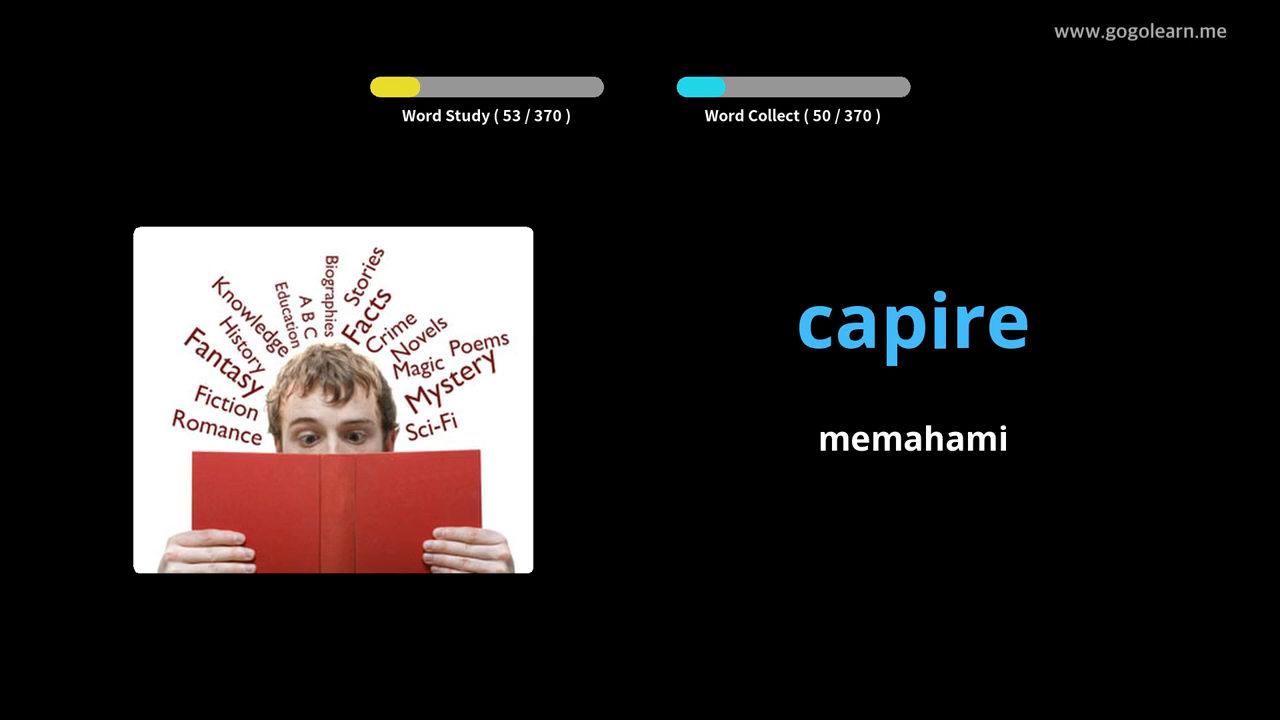 www.gogolearn.me
Word Study ( 53 / 370 )
Word Collect ( 50 / 370 )
Biographies
Stories
Education
A B C
Facts
Knowledge
Crime
History
Novels
Fantasy
Magic
Poems
Mystery
Fiction
Romance
Sci-Fi
capire
memahami